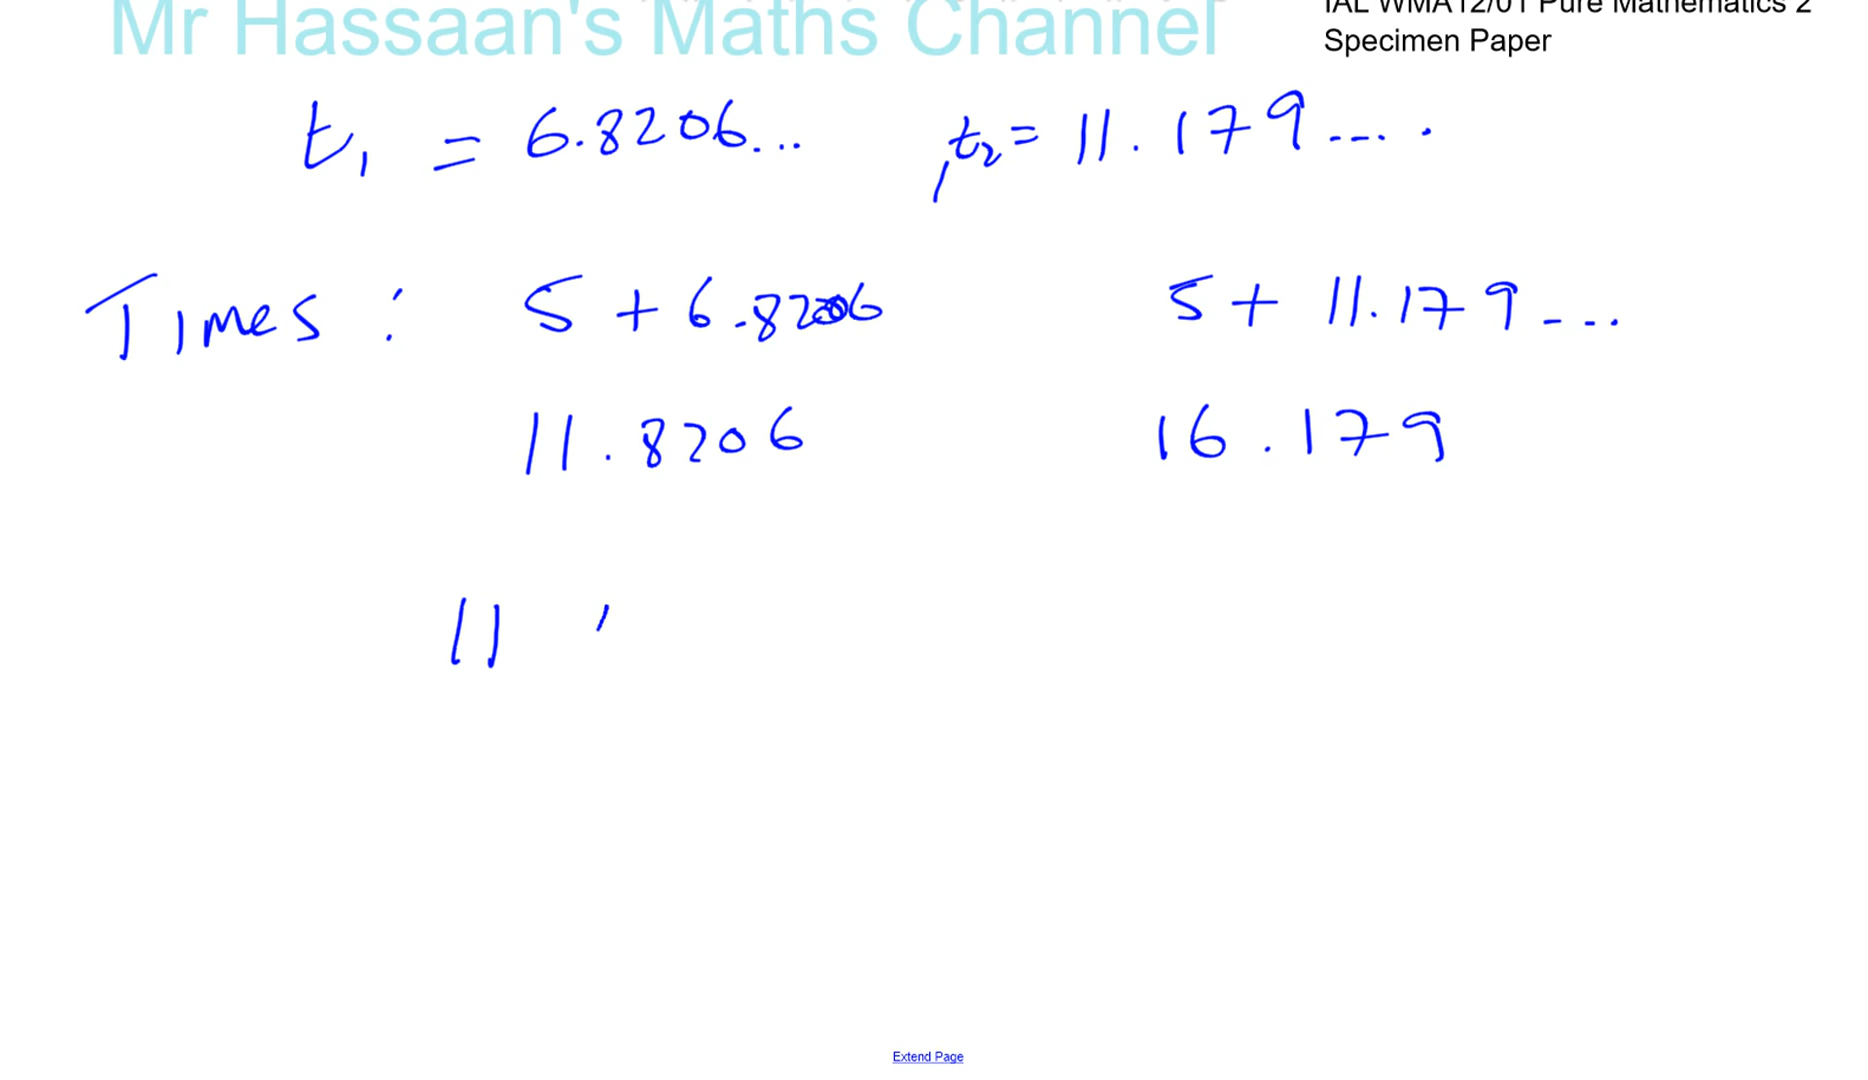 Mr Hassaan's Maths Channel
IAL WMA12/01 Pure Mathematics 2
Specimen Paper
t₁ = 6.8206... , t₂ = 11.179....
Times : 5 + 6.8206 5 + 11.179...
11.8206 16.179
11
Extend Page